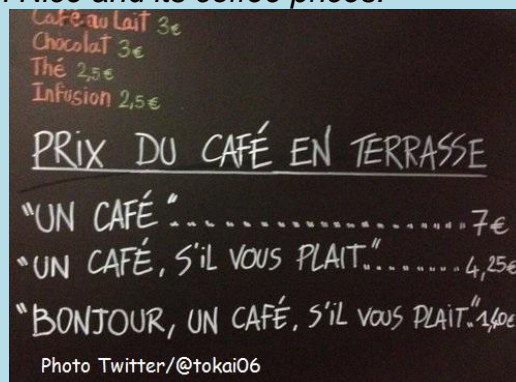 Nice and its coffee prices.
Café au Lait 3€
Chocolat 3€
Thé 2,5€
Infusion 2,5€
PRIX DU CAFÉ EN TERRASSE
"UN CAFÉ"..................7€
"UN CAFÉ, S'IL VOUS PLAIT."........4,25€
"BONJOUR, UN CAFÉ, S'IL VOUS PLAIT."1,40€
Photo Twitter/@tokai06